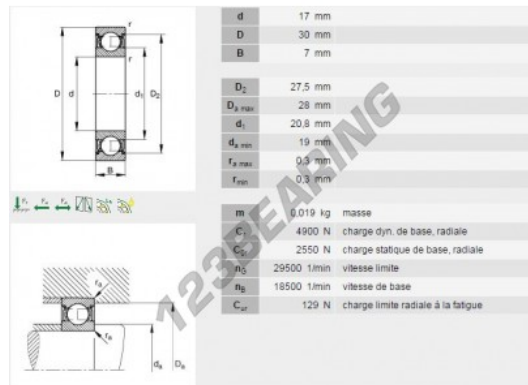 d 17 mm
D 30 mm
B 7 mm
D2 27,5 mm
Da max 28 mm
d1 20,8 mm
da min 19 mm
ra max 0,3 mm
rmin 0,3 mm
m 0,019 kg masse
4900 N charge dyn. de base, radiale
2550 N charge statique de base, radiale
nG 29500 1/min vitesse limite
nB 18500 1/min vitesse de base
Cur 129 N charge limite radiale à la fatigue
r
r
D d d1 D2
B
ra
ra
da Da
123BEARING